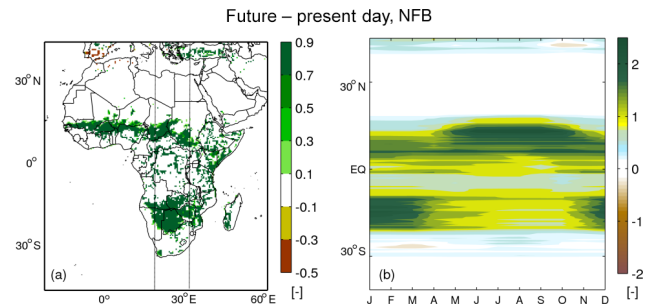 Future – present day, NFB
30°N
0°
30°S
0°
30°E
60°E
(a)
0.9
0.7
0.5
0.3
0.1
-0.1
-0.3
-0.5
[-]
30°N
EQ
30°S
(b)
J F M A M J J A S O N D
2
1
0
-1
-2
[-]